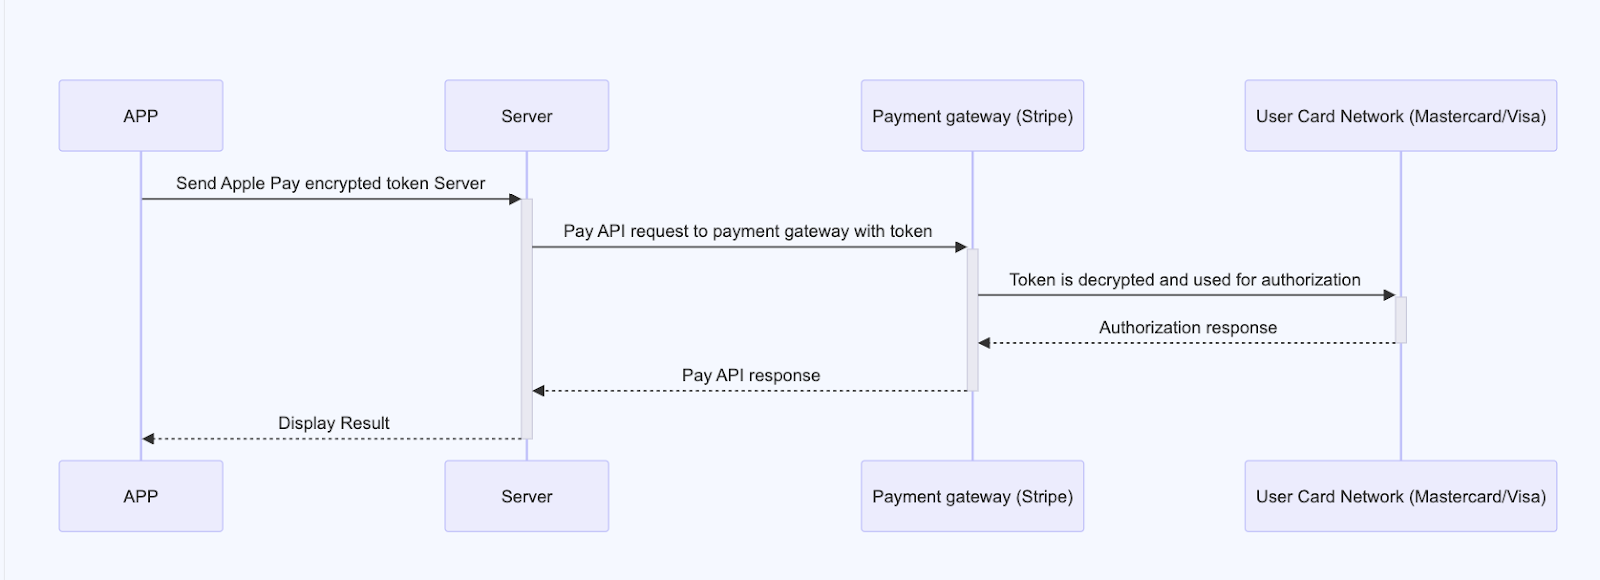 APP
Server
Payment gateway (Stripe)
User Card Network (Mastercard/Visa)
Send Apple Pay encrypted token Server
Pay API request to payment gateway with token
Token is decrypted and used for authorization
Authorization response
Pay API response
Display Result
APP
Server
Payment gateway (Stripe)
User Card Network (Mastercard/Visa)